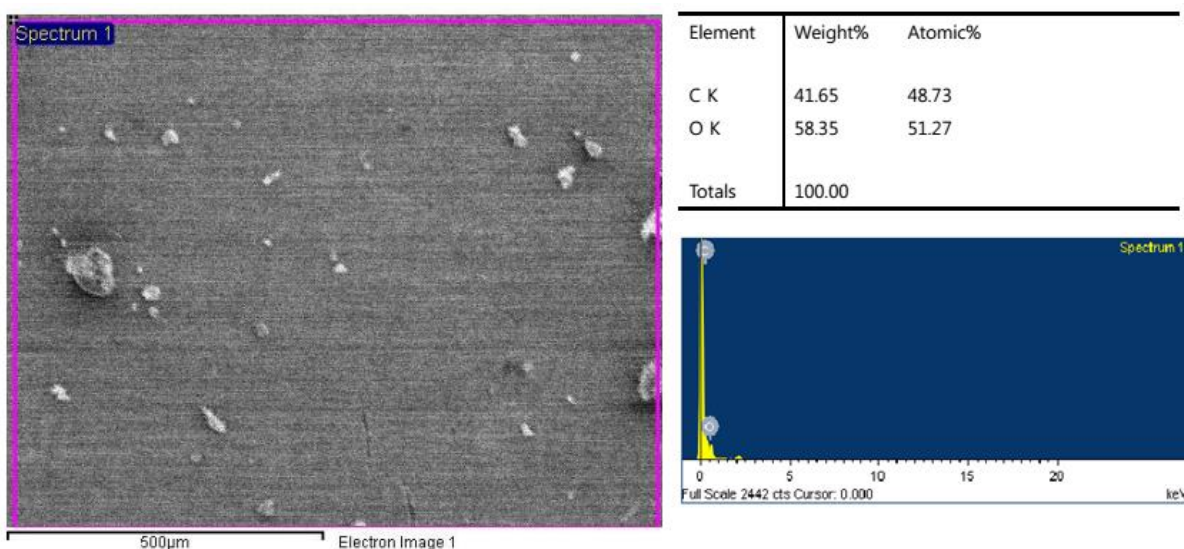 Spectrum 1
500µm
Electron Image 1
Element Weight% Atomic%
C K 41.65 48.73
O K 58.35 51.27
Totals 100.00
Spectrum 1
O
0 5 10 15 20
Full Scale 2442 cts Cursor: 0.000 keV